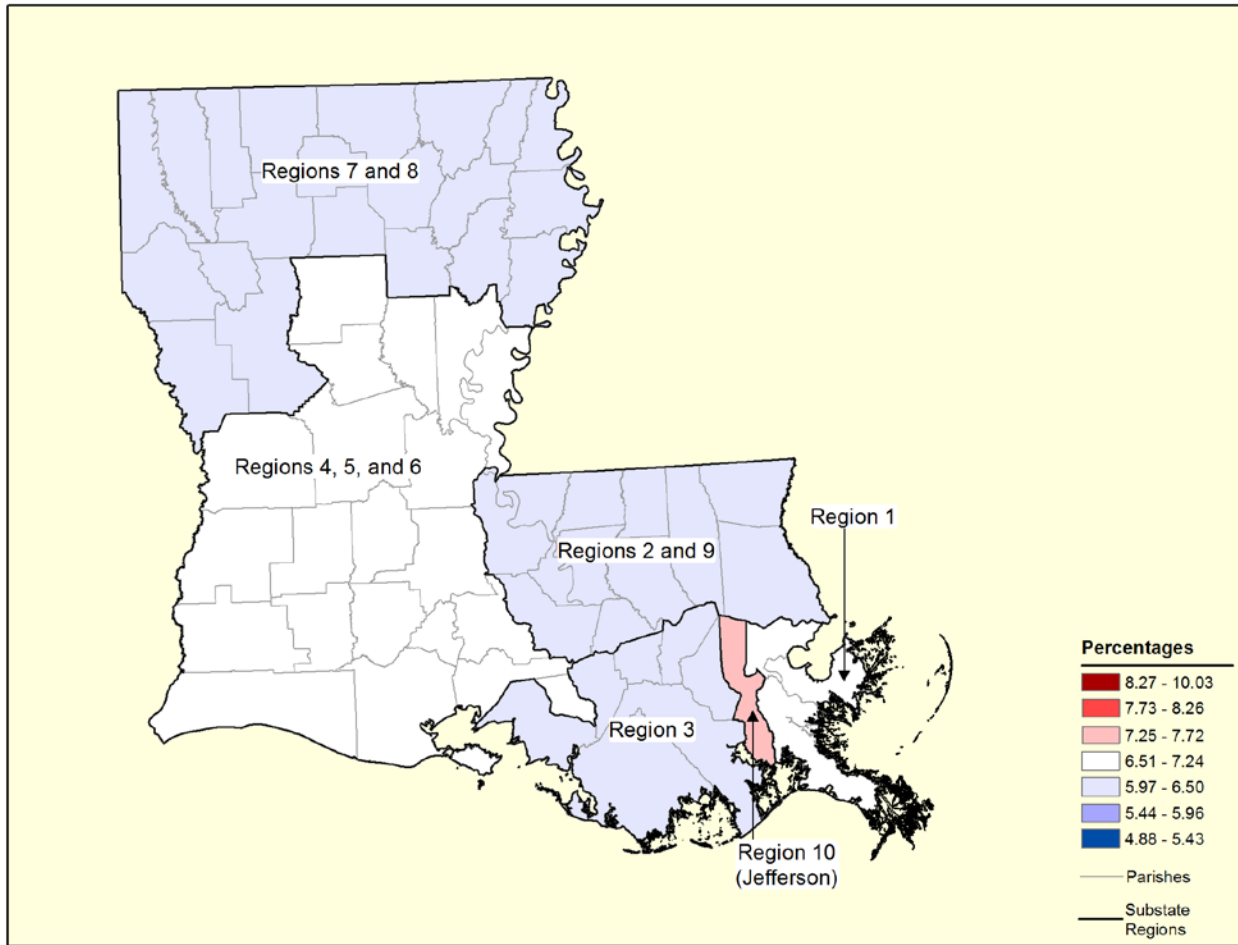 Regions 7 and 8
Regions 4, 5, and 6
Region 1
Regions 2 and 9
Region 3
Region 10
(Jefferson)
Percentages
8.27 - 10.03
7.73 - 8.26
7.25 - 7.72
6.51 - 7.24
5.97 - 6.50
5.44 - 5.96
4.88 - 5.43
Parishes
Substate
Regions